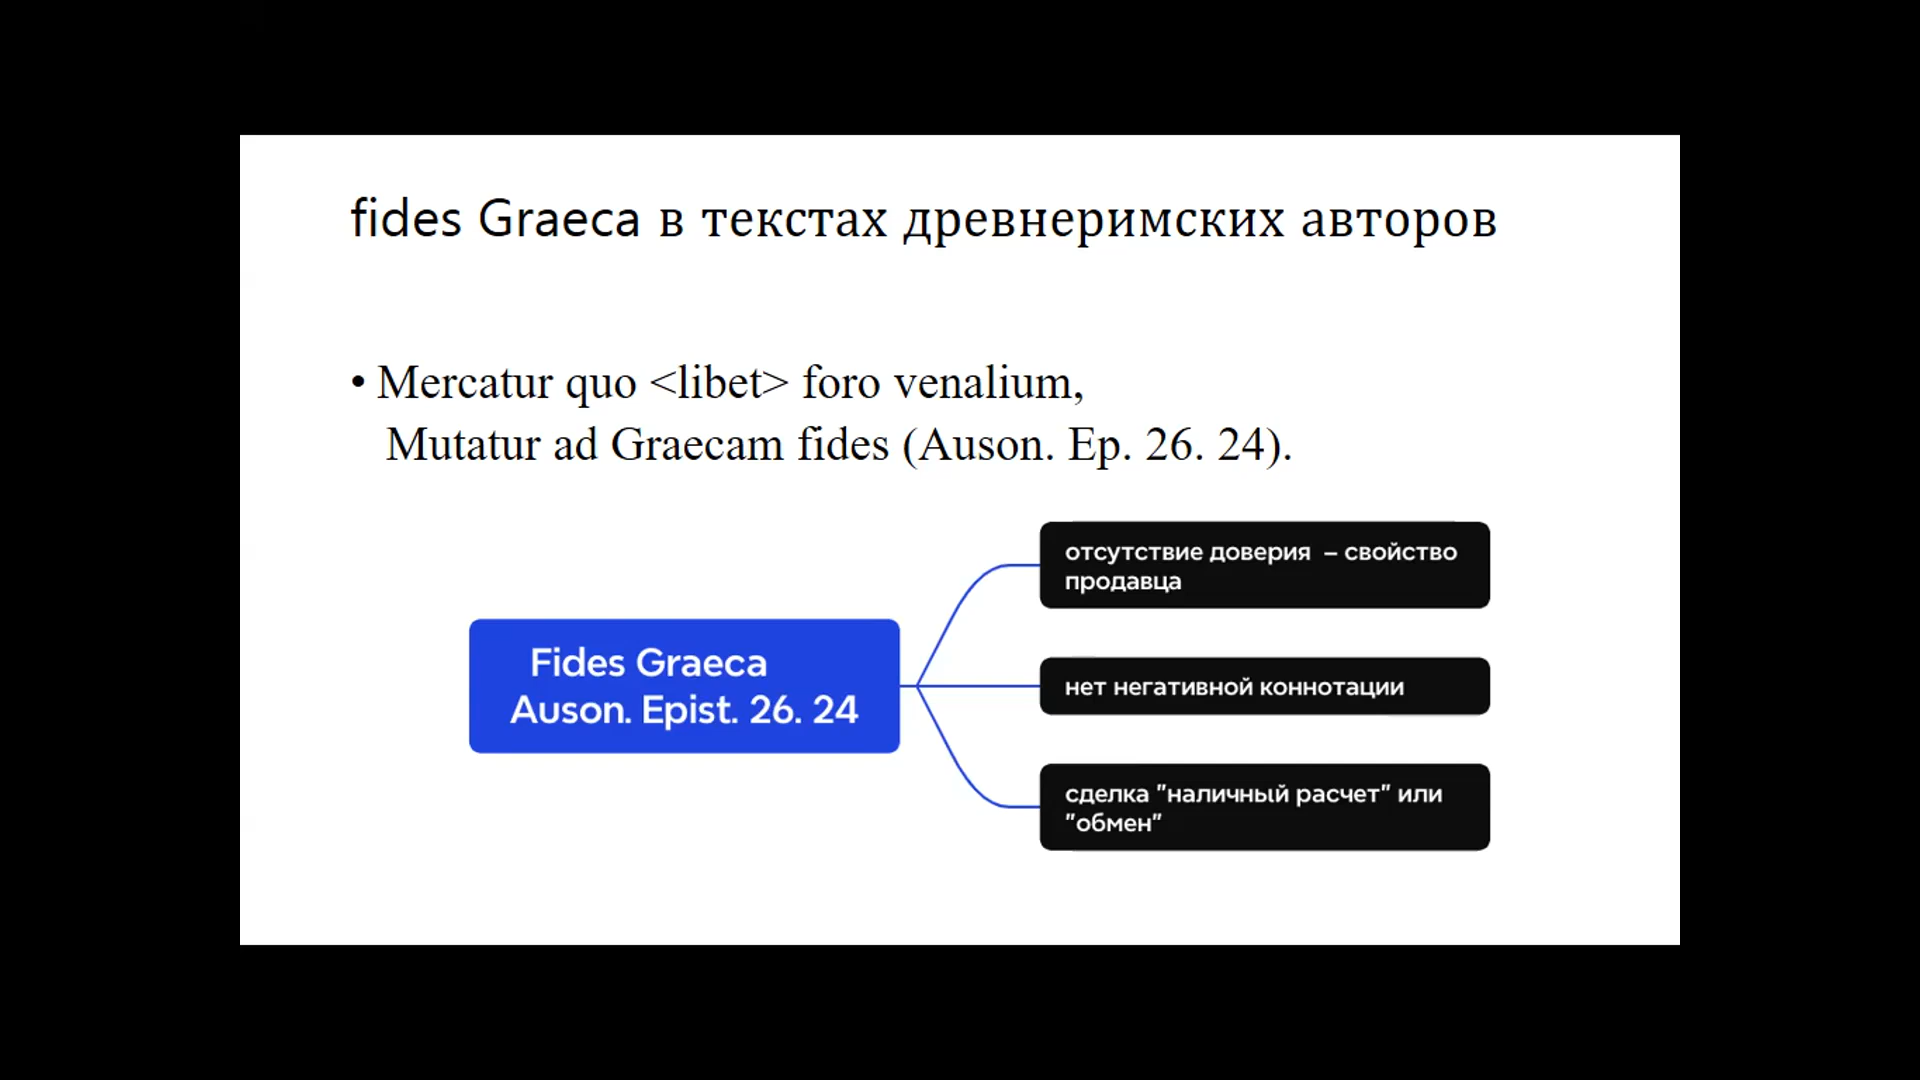 fides Graeca в текстах древнеримских авторов
• Mercatur quo <libet> foro venalium,
Mutatur ad Graecam fides (Auson. Ep. 26. 24).
отсутствие доверия – свойство
продавца
Fides Graeca
Auson. Epist. 26. 24
нет негативной коннотации
сделка "наличный расчет" или
"обмен"